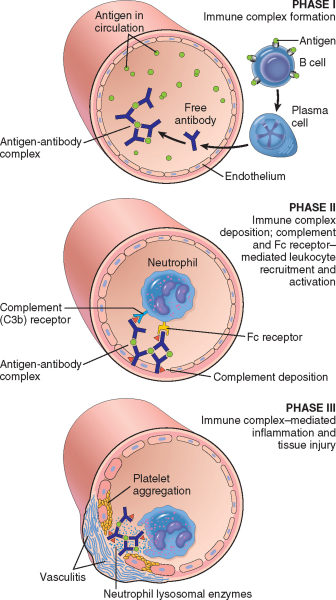 PHASE I
Immune complex formation
Antigen in
circulation
Antigen
B cell
Free
antibody
Plasma
cell
Antigen-antibody
complex
Endothelium
PHASE II
Immune complex
deposition; complement
and Fc receptor–
mediated leukocyte
recruitment and
activation
Neutrophil
Complement
(C3b) receptor
Fc receptor
Antigen-antibody
complex
Complement deposition
PHASE III
Immune complex–mediated
inflammation and
tissue injury
Platelet
aggregation
Vasculitis
Neutrophil lysosomal enzymes